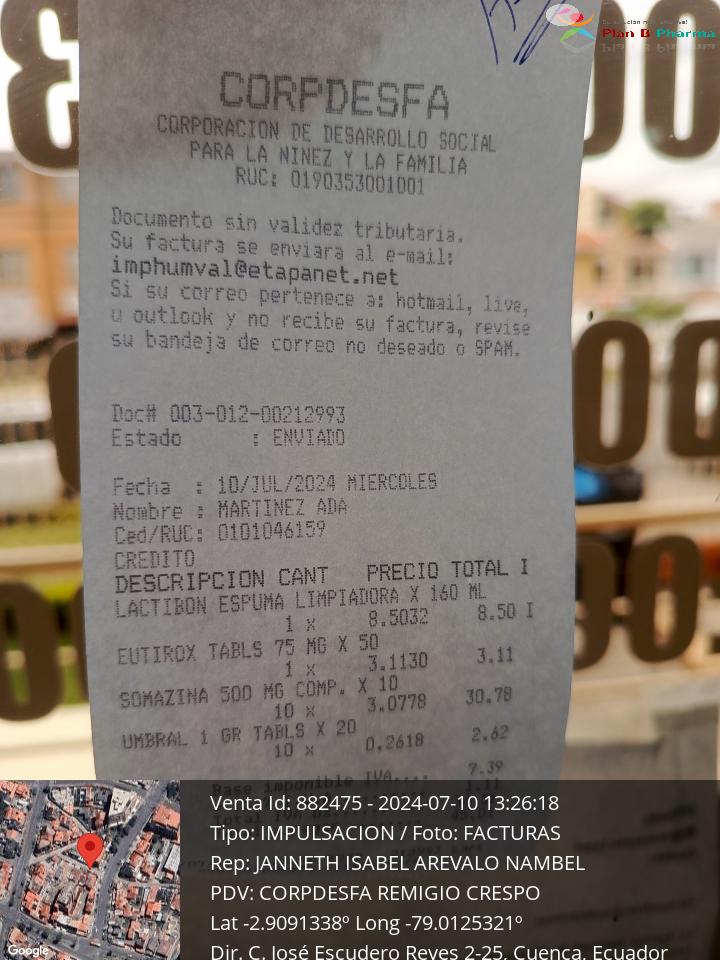 Plan B Pharma
CORPDESFA
CORPORACION DE DESARROLLO SOCIAL
PARA LA NINEZ Y LA FAMILIA
RUC: 0190353001001
Documento sin validez tributaria.
Su factura se enviara al e-mail:
imphumval@etapanet.net
Si su correo pertenece a: hotmail, live,
u outlook y no recibe su factura, revise
su bandeja de correo no deseado o SPAM.
Doc# 003-012-00212993
Estado : ENVIADO
Fecha : 10/JUL/2024 MIERCOLES
Nombre : MARTINEZ ADA
Ced/RUC: 0101046159
CREDITO
DESCRIPCION CANT PRECIO TOTAL I
LACTIBON ESPUMA LIMPIADORA X 160 ML
1 x 8.5032 8.50 I
EUTIROX TABLS 75 MG X 50
1 x 3.1130 3.11
SOMAZINA 500 MG COMP. X 10
10 x 3.0778 30.78
UMBRAL 1 GR TABLS X 20
10 x 0.2618 2.62
Base imponible IVA.... 7.39
Venta Id: 882475 - 2024-07-10 13:26:18
Tipo: IMPULSACION / Foto: FACTURAS
Rep: JANNETH ISABEL AREVALO NAMBEL
PDV: CORPDESFA REMIGIO CRESPO
Lat -2.9091338º Long -79.0125321º
Dir. C. José Escudero Reyes 2-25, Cuenca, Ecuador
Google